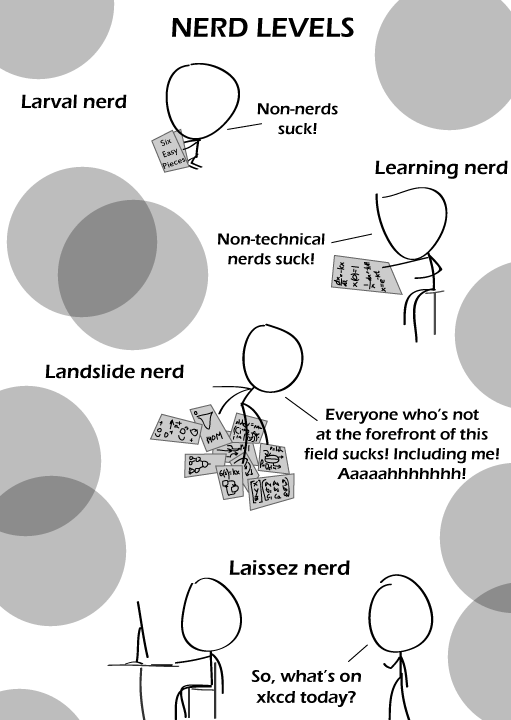 NERD LEVELS
Larval nerd
Non-nerds
suck!
Six
Easy
Pieces
Learning nerd
Non-technical
nerds suck!
Landslide nerd
MOM
Everyone who's not
at the forefront of this
field sucks! Including me!
Aaaaahhhhhhh!
Laissez nerd
So, what's on
xkcd today?